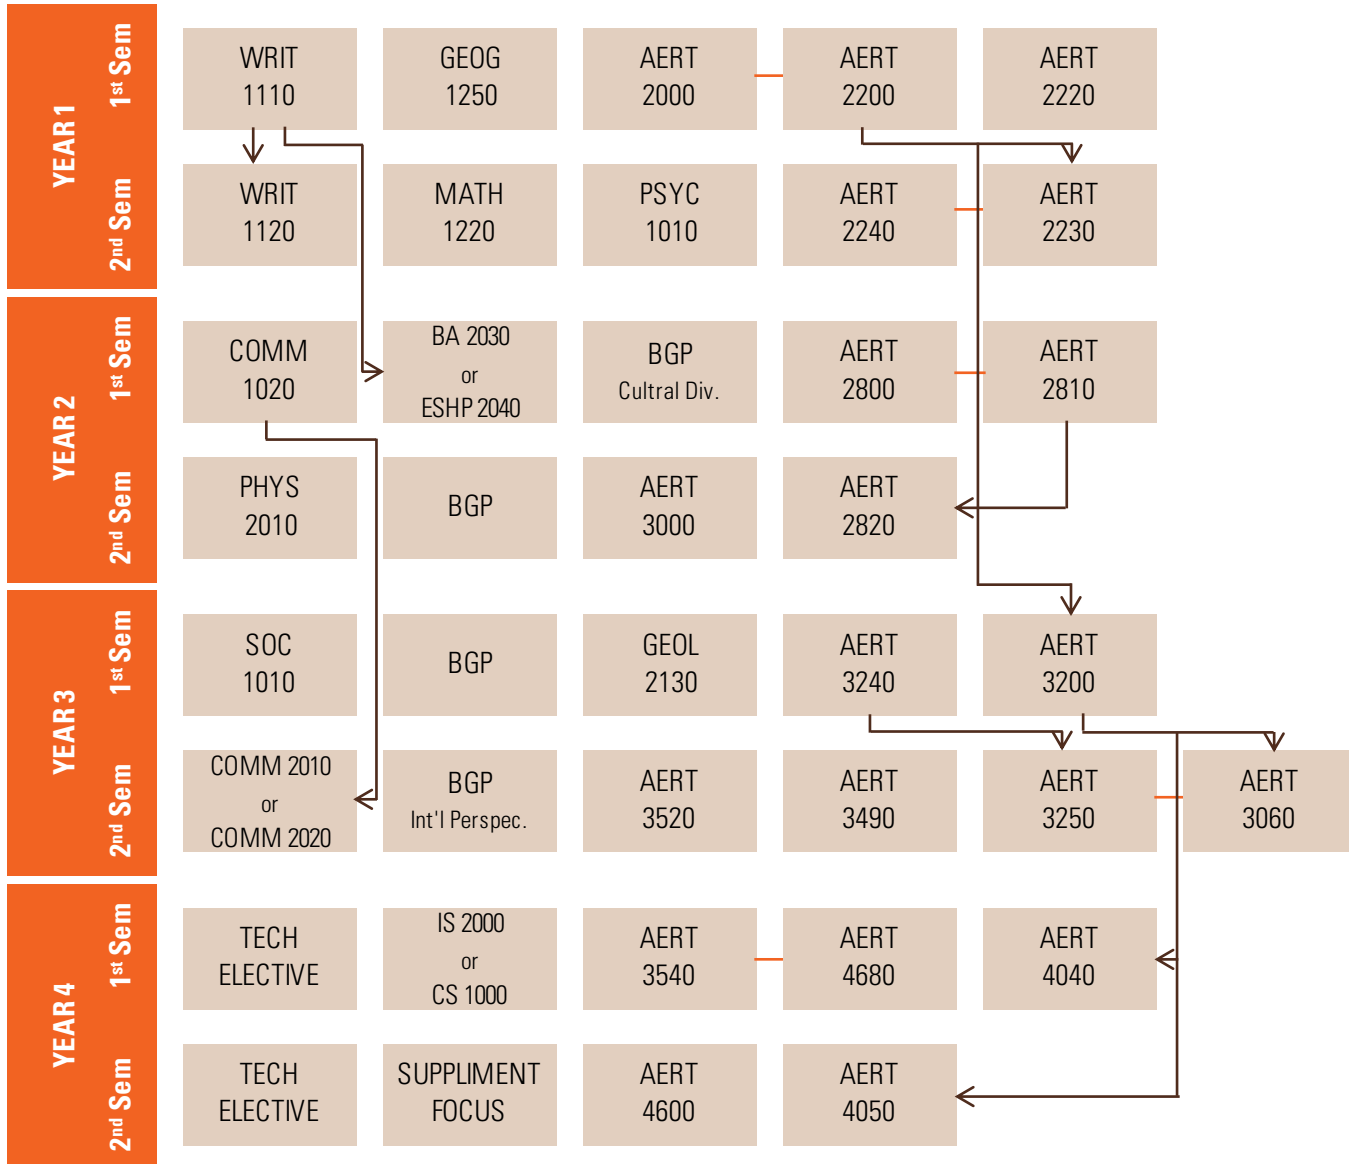 YEAR 1
1st Sem
WRIT
1110
GEOG
1250
AERT
2000
AERT
2200
AERT
2220
2nd Sem
WRIT
1120
MATH
1220
PSYC
1010
AERT
2240
AERT
2230
YEAR 2
1st Sem
COMM
1020
BA 2030
or
ESHP 2040
BGP
Cultral Div.
AERT
2800
AERT
2810
2nd Sem
PHYS
2010
BGP
AERT
3000
AERT
2820
YEAR 3
1st Sem
SOC
1010
BGP
GEOL
2130
AERT
3240
AERT
3200
2nd Sem
COMM 2010
or
COMM 2020
BGP
Int'l Perspec.
AERT
3520
AERT
3490
AERT
3250
AERT
3060
YEAR 4
1st Sem
TECH
ELECTIVE
IS 2000
or
CS 1000
AERT
3540
AERT
4680
AERT
4040
2nd Sem
TECH
ELECTIVE
SUPPLIMENT
FOCUS
AERT
4600
AERT
4050